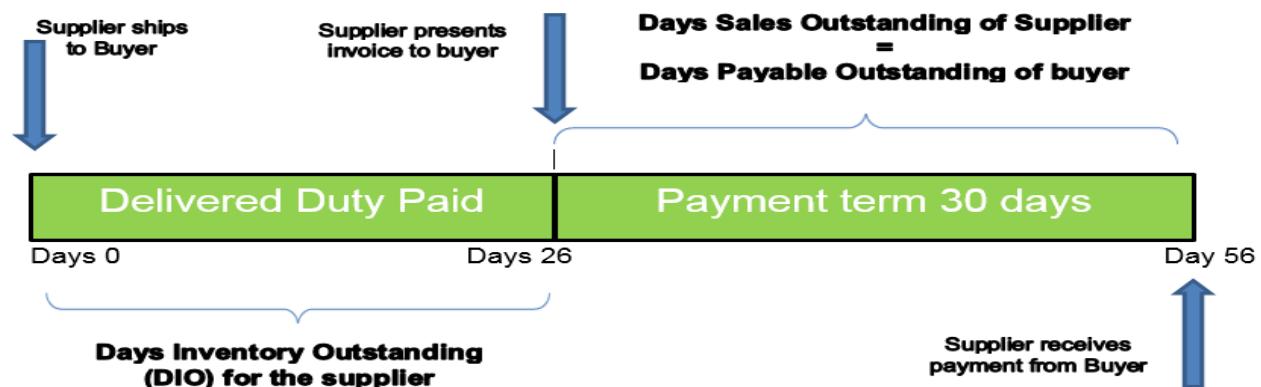 Supplier ships
to Buyer
Supplier presents
invoice to buyer
Days Sales Outstanding of Supplier
=
Days Payable Outstanding of buyer
Delivered Duty Paid
Payment term 30 days
Days 0
Days 26
Day 56
Days Inventory Outstanding
(DIO) for the supplier
Supplier receives
payment from Buyer